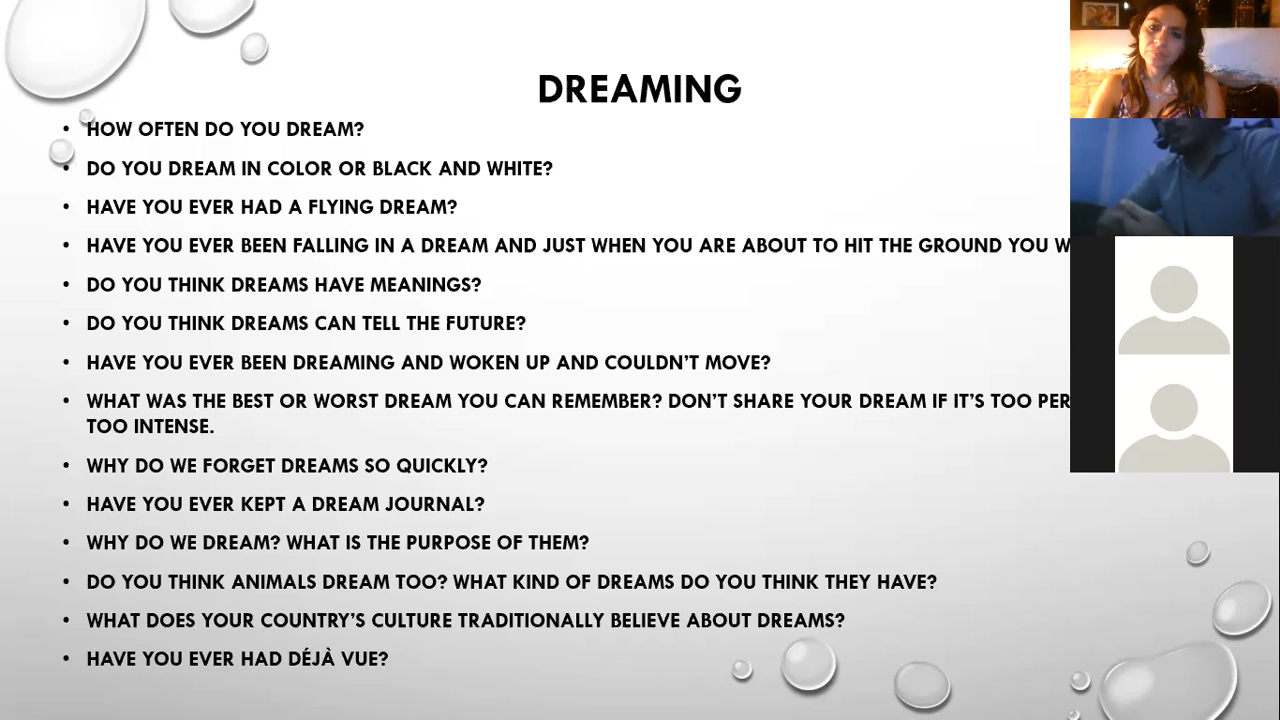 DREAMING
• HOW OFTEN DO YOU DREAM?
• DO YOU DREAM IN COLOR OR BLACK AND WHITE?
• HAVE YOU EVER HAD A FLYING DREAM?
• HAVE YOU EVER BEEN FALLING IN A DREAM AND JUST WHEN YOU ARE ABOUT TO HIT THE GROUND YOU
• DO YOU THINK DREAMS HAVE MEANINGS?
• DO YOU THINK DREAMS CAN TELL THE FUTURE?
• HAVE YOU EVER BEEN DREAMING AND WOKEN UP AND COULDN'T MOVE?
• WHAT WAS THE BEST OR WORST DREAM YOU CAN REMEMBER? DON'T SHARE YOUR DREAM IF IT'S TOO
TOO INTENSE.
• WHY DO WE FORGET DREAMS SO QUICKLY?
• HAVE YOU EVER KEPT A DREAM JOURNAL?
• WHY DO WE DREAM? WHAT IS THE PURPOSE OF THEM?
• DO YOU THINK ANIMALS DREAM TOO? WHAT KIND OF DREAMS DO YOU THINK THEY HAVE?
• WHAT DOES YOUR COUNTRY'S CULTURE TRADITIONALLY BELIEVE ABOUT DREAMS?
• HAVE YOU EVER HAD DÉJÀ VUE?